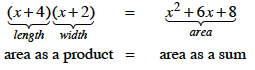 (x+4)(x+2) = x²+6x+8
length width area
area as a product = area as a sum